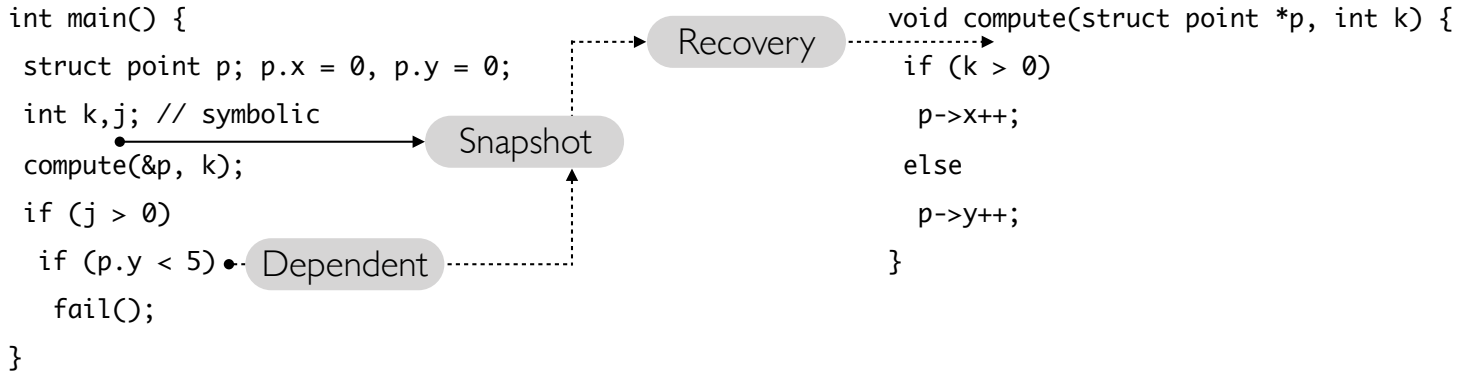 int main() {
struct point p; p.x = 0, p.y = 0;
int k,j; // symbolic
compute(&p, k);
if (j > 0)
if (p.y < 5)
fail();
}
Snapshot
Dependent
Recovery
void compute(struct point *p, int k) {
if (k > 0)
p->x++;
else
p->y++;
}